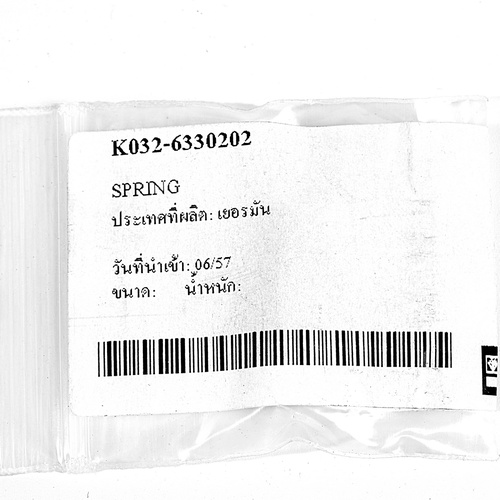 K032-6330202
SPRING
ประเทศที่ผลิต: เยอรมัน
วันที่นำเข้า: 06/57
ขนาด: น้ำหนัก: